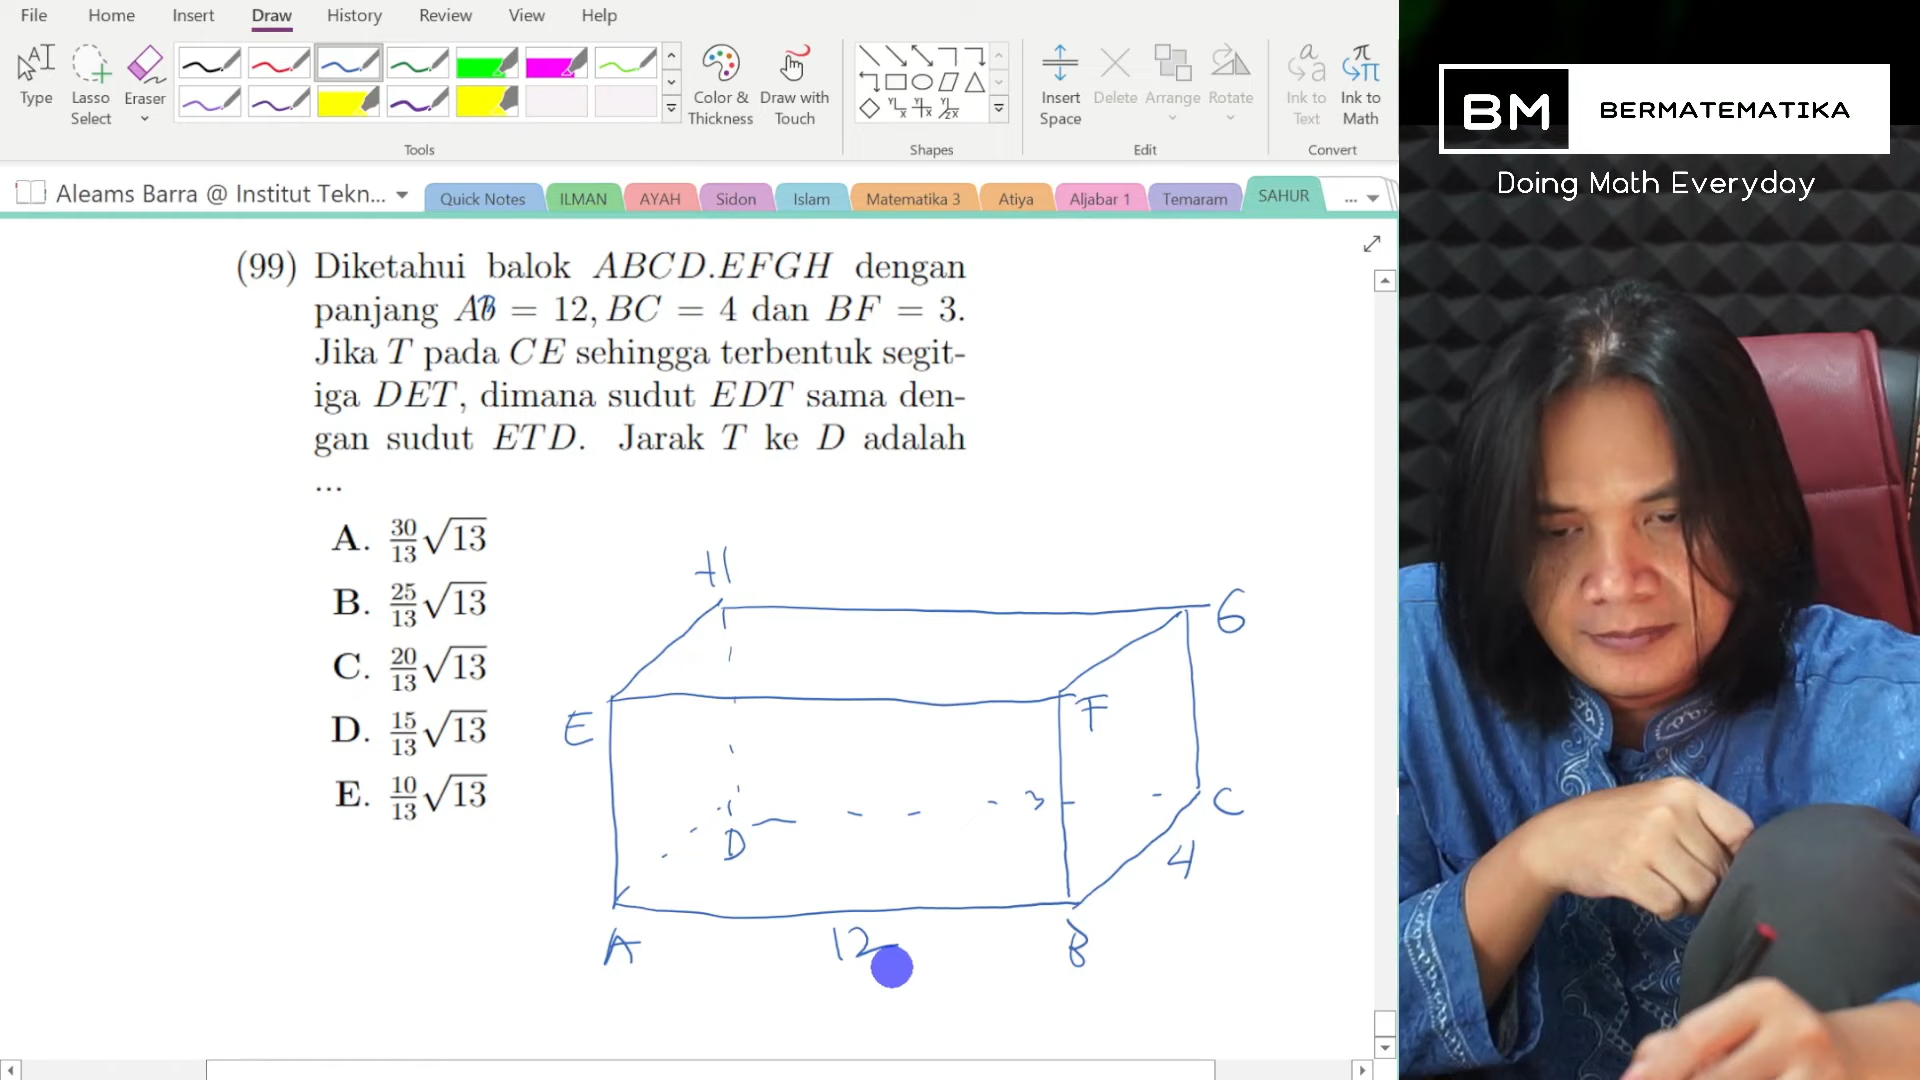 File Home Insert Draw History Review View Help
Type
Lasso Select
Eraser
Color & Thickness
Draw with Touch
Insert Space
Delete
Arrange
Rotate
Ink to Text
Ink to Math
Tools
Shapes
Edit
Convert
Aleams Barra @ Institut Tekn...
Quick Notes ILMAN AYAH Sidon Islam Matematika 3 Atiya Aljabar 1 Temaram SAHUR ...
BM BERMATEMATIKA
Doing Math Everyday
(99) Diketahui balok ABCD.EFGH dengan
panjang AB = 12, BC = 4 dan BF = 3.
Jika T pada CE sehingga terbentuk segit-
iga DET, dimana sudut EDT sama den-
gan sudut ETD. Jarak T ke D adalah
...
A. 30/13 √13
B. 25/13 √13
C. 20/13 √13
D. 15/13 √13
E. 10/13 √13
H
G
E
F
3
C
D
4
A
12
B